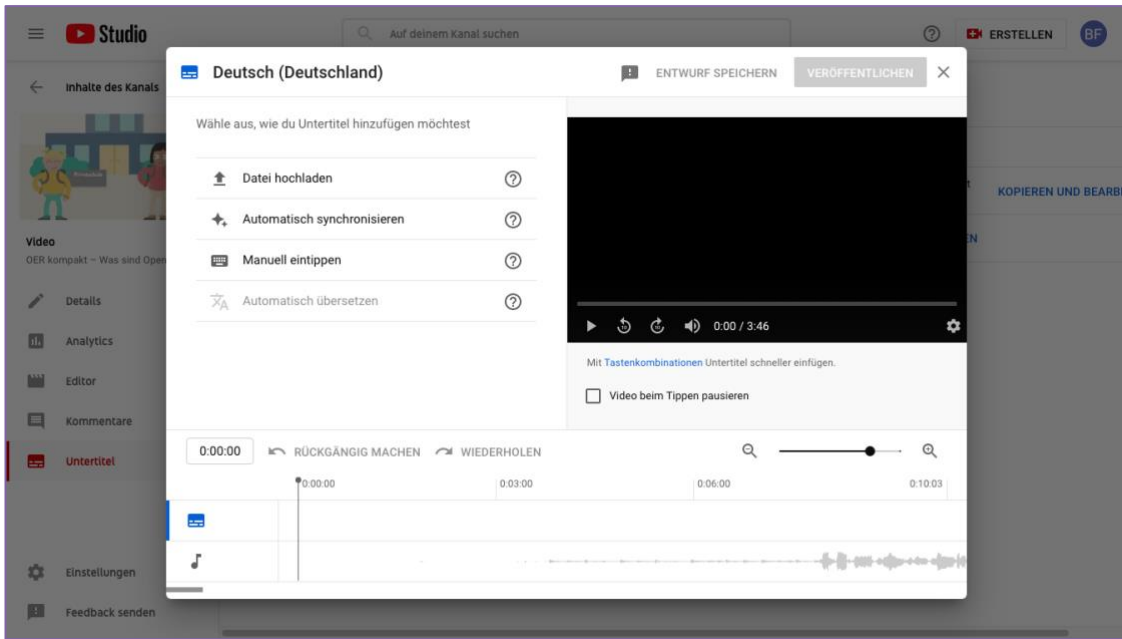 Studio
Auf deinem Kanal suchen
ERSTELLEN
BF
Inhalte des Kanals
Deutsch (Deutschland)
ENTWURF SPEICHERN
VERÖFFENTLICHEN
Wähle aus, wie du Untertitel hinzufügen möchtest
Datei hochladen
Automatisch synchronisieren
Manuell eintippen
Automatisch übersetzen
0:00 / 3:46
Mit Tastenkombinationen Untertitel schneller einfügen.
Video beim Tippen pausieren
KOPIEREN UND BEARB
EN
Video
OER kompakt – Was sind Open
Details
Analytics
Editor
Kommentare
Untertitel
Einstellungen
Feedback senden
0:00:00
RÜCKGÄNGIG MACHEN
WIEDERHOLEN
0:00:00
0:03:00
0:06:00
0:10:03